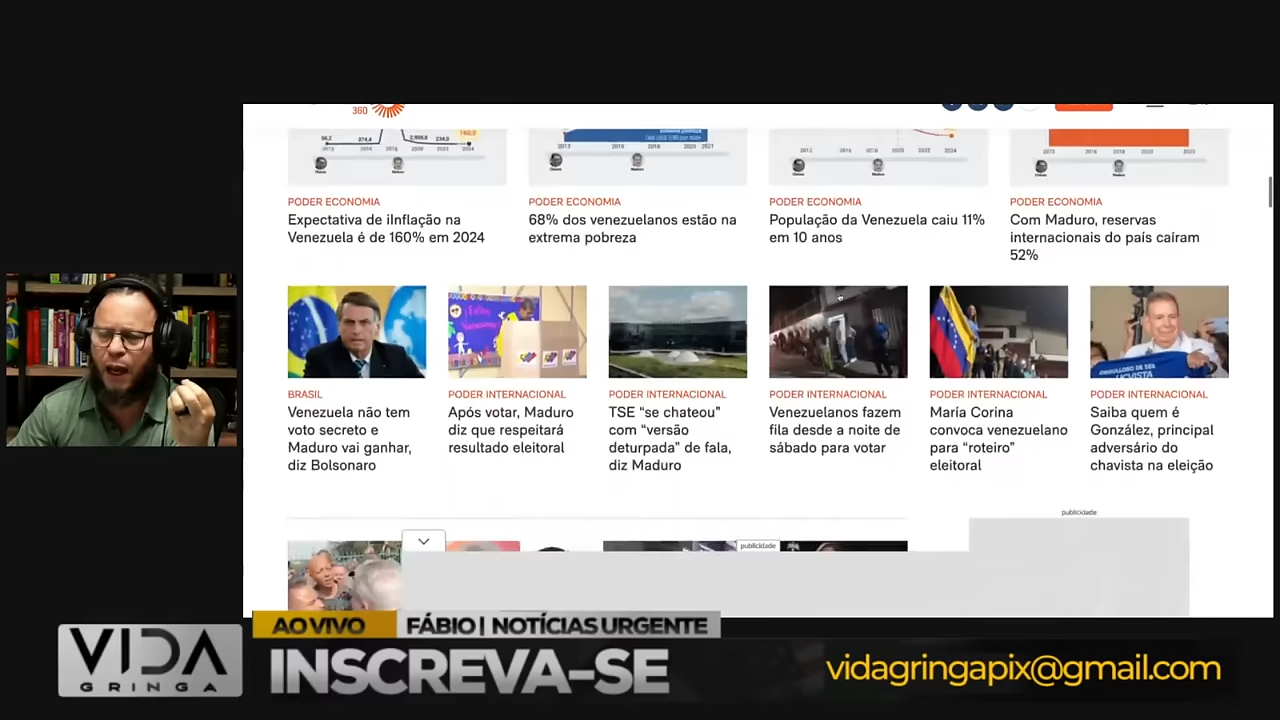 360
PODER ECONOMIA
Expectativa de iInflação na
Venezuela é de 160% em 2024
PODER ECONOMIA
68% dos venezuelanos estão na
extrema pobreza
PODER ECONOMIA
População da Venezuela caiu 11%
em 10 anos
PODER ECONOMIA
Com Maduro, reservas
internacionais do país caíram
52%
BRASIL
Venezuela não tem
voto secreto e
Maduro vai ganhar,
diz Bolsonaro
PODER INTERNACIONAL
Após votar, Maduro
diz que respeitará
resultado eleitoral
PODER INTERNACIONAL
TSE “se chateou”
com “versão
deturpada” de fala,
diz Maduro
PODER INTERNACIONAL
Venezuelanos fazem
fila desde a noite de
sábado para votar
PODER INTERNACIONAL
María Corina
convoca venezuelano
para “roteiro”
eleitoral
PODER INTERNACIONAL
Saiba quem é
González, principal
adversário do
chavista na eleição
publicidade
publicidade
AO VIVO
FÁBIO | NOTÍCIAS URGENTE
VIDA
GRINGA
INSCREVA-SE
vidagringapix@gmail.com